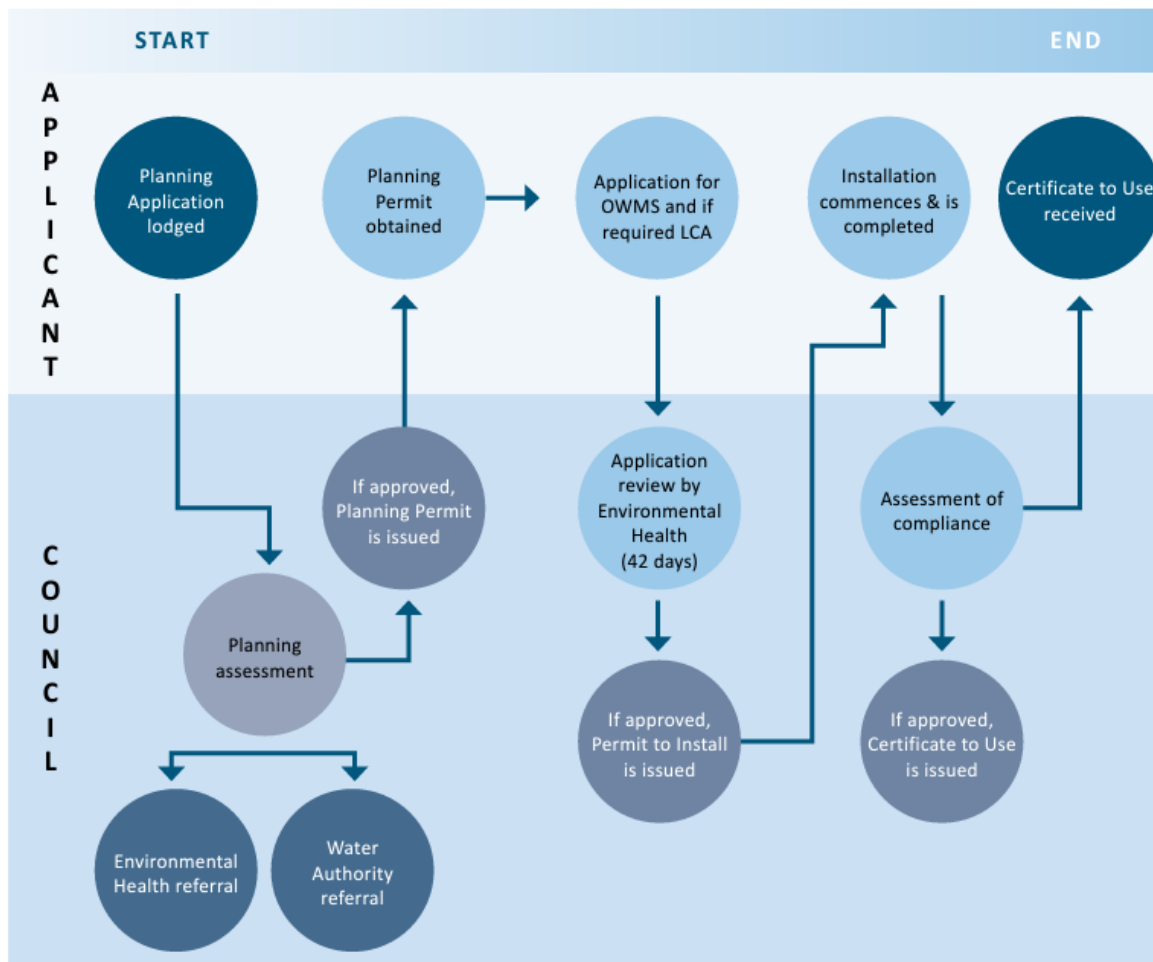 START
END
APPLICANT
Planning
Application
lodged
Planning
Permit
obtained
Application for
OWMS and if
required LCA
Installation
commences & is
completed
Certificate to Use
received
COUNCIL
If approved,
Planning Permit
is issued
Planning
assessment
Environmental
Health referral
Water
Authority
referral
Application
review by
Environmental
Health
(42 days)
If approved,
Permit to Install
is issued
Assessment of
compliance
If approved,
Certificate to Use
is issued